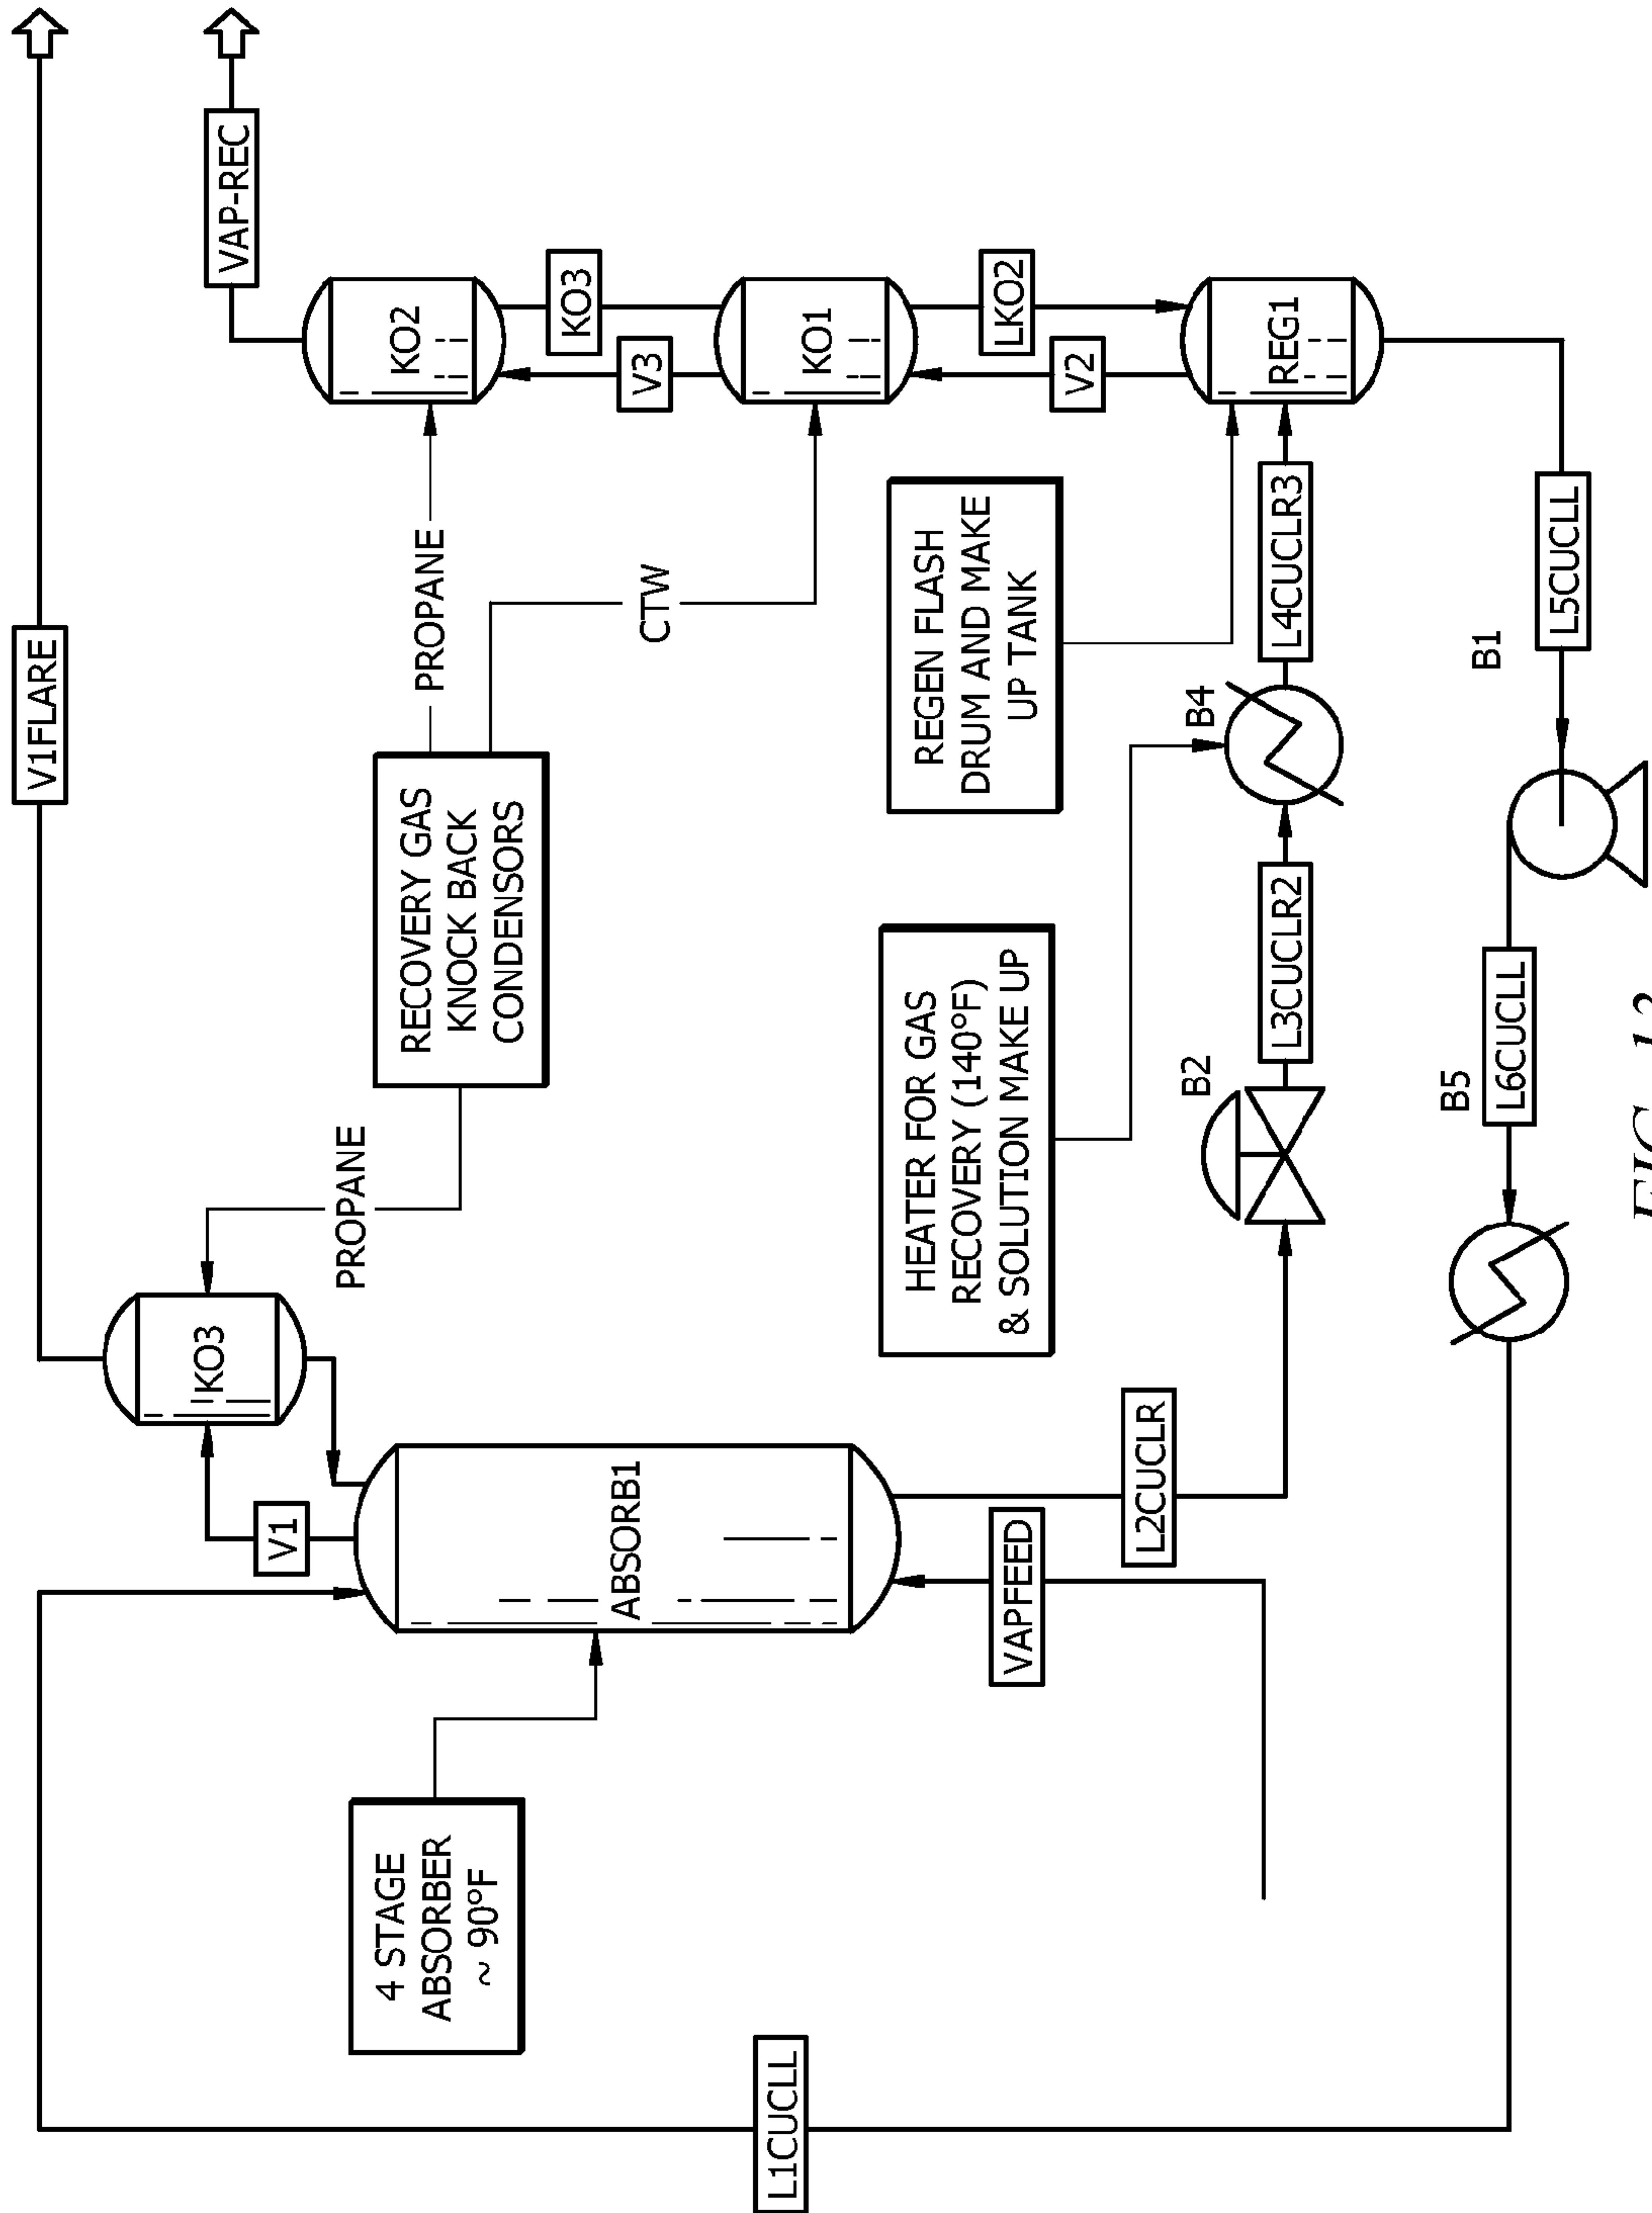 V1FLARE
VAP-REC
KO2
KO3
V3
KO1
LKO2
V2
REG1
PROPANE
CTW
RECOVERY GAS
KNOCK BACK
CONDENSORS
PROPANE
KO3
V1
ABSORB1
4 STAGE
ABSORBER
~ 90°F
REGEN FLASH
DRUM AND MAKE
UP TANK
HEATER FOR GAS
RECOVERY (140°F)
& SOLUTION MAKE UP
VAPFEED
L2CUCLR
B2
L3CUCLR2
B4
L4CUCLR3
L1CUCLL
B5
L6CUCLL
B1
L5CUCLL
FIG.